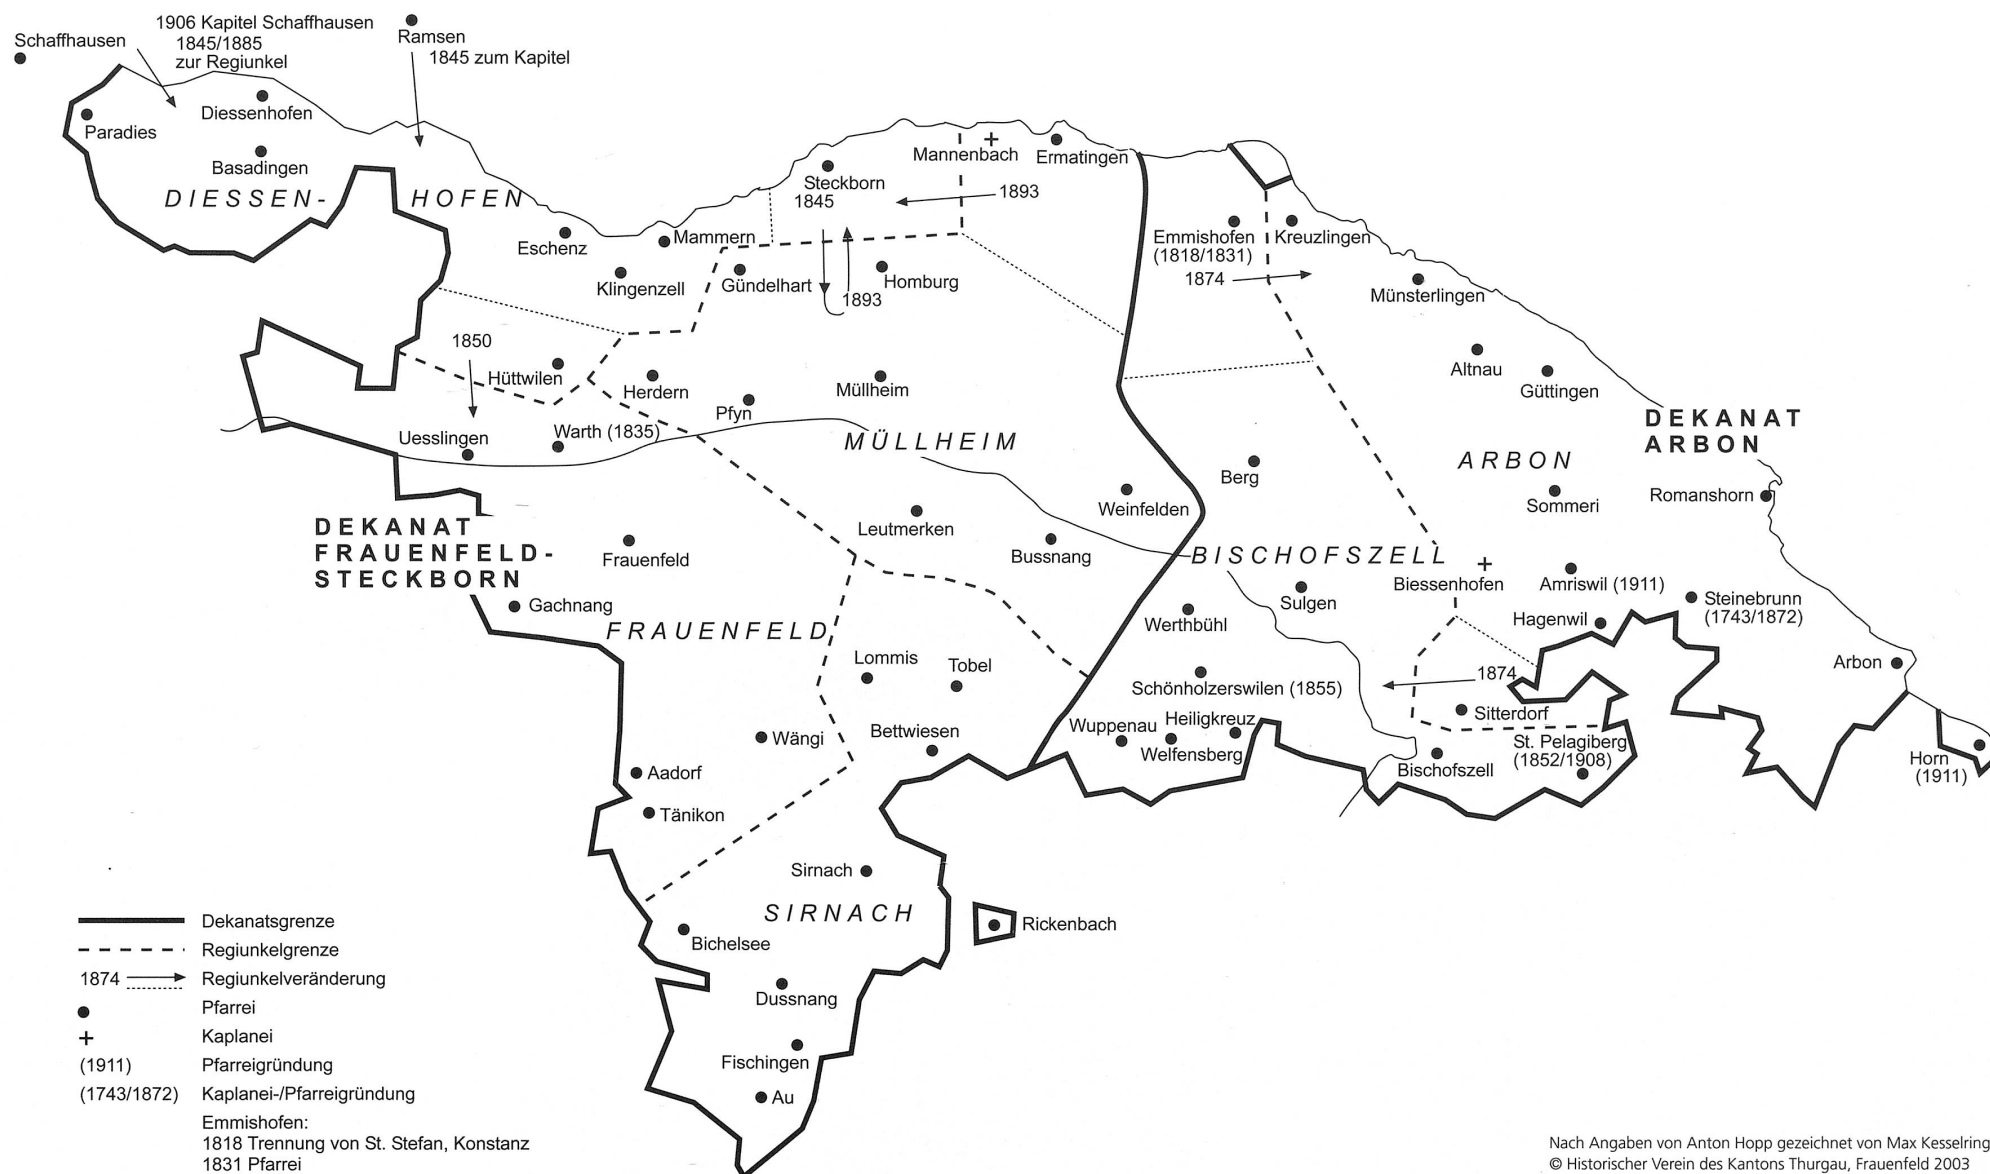 Schaffhausen
1906 Kapitel Schaffhausen
1845/1885
zur Regiunkel
Ramsen
1845 zum Kapitel
Paradies
Diessenhofen
Basadingen
DIESSEN-
HOFEN
Eschenz
Mammern
Klingenzell
Steckborn
1845
Mannenbach
Ermatingen
1893
Gündelhart
1893
Homburg
Emmishofen
(1818/1831)
1874
Kreuzlingen
Münsterlingen
Altnau
Güttingen
1850
Hüttwilen
Herdern
Pfyn
Müllheim
Uesslingen
Warth (1835)
MÜLLHEIM
DEKANAT
ARBON
ARBON
Berg
Sommeri
Romanshorn
Weinfelden
Leutmerken
Bussnang
DEKANAT
FRAUENFELD-
STECKBORN
Frauenfeld
Gachnang
FRAUENFELD
BISCHOFSZELL
Biessenhofen
Amriswil (1911)
Sulgen
Werthbühl
Hagenwil
Steinebrunn
(1743/1872)
Arbon
Lommis
Tobel
Schönholzerswilen (1855)
1874
Sitterdorf
Wuppenau
Heiligkreuz
Welfensberg
Bettwiesen
Wängi
Bischofszell
St. Pelagiberg
(1852/1908)
Horn
(1911)
Aadorf
Tänikon
Sirnach
SIRNACH
Rickenbach
Bichelsee
Dussnang
Fischingen
Au
Dekanatsgrenze
Regiunkelgrenze
1874 Regiunkelveränderung
Pfarrei
Kaplanei
(1911) Pfarreigründung
(1743/1872) Kaplanei-/Pfarreigründung
Emmishofen:
1818 Trennung von St. Stefan, Konstanz
1831 Pfarrei
Nach Angaben von Anton Hopp gezeichnet von Max Kesselring
© Historischer Verein des Kantons Thurgau, Frauenfeld 2003